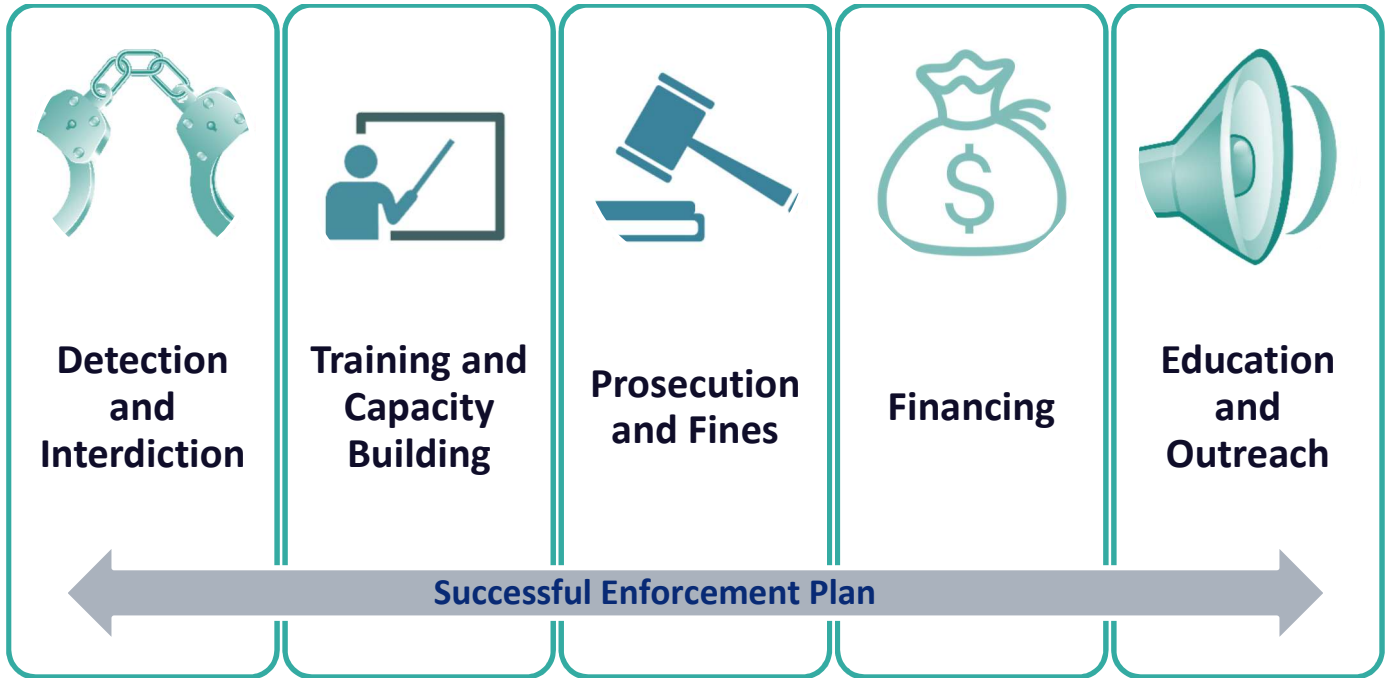 Detection
and
Interdiction
Training and
Capacity
Building
Prosecution
and Fines
$
Financing
Education
and
Outreach
Successful Enforcement Plan